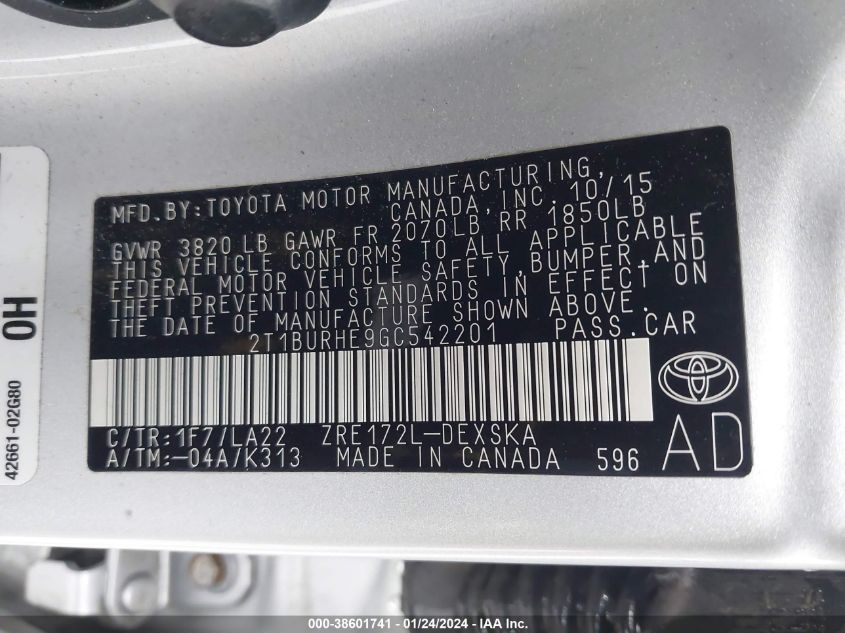 MFD.BY:TOYOTA MOTOR MANUFACTURING,
CANADA, INC. 10/15
GVWR 3820 LB GAWR FR 2070LB RR 1850LB
THIS VEHICLE CONFORMS TO ALL APPLICABLE
FEDERAL MOTOR VEHICLE SAFETY,BUMPER,AND
THEFT PREVENTION STANDARDS IN EFFECT ON
THE DATE OF MANUFACTURE SHOWN ABOVE.
2T1BURHE9GC542201 PASS.CAR
C/TR:1F7/LA22 ZRE172L-DEXSKA
A/TM:-04A/K313 MADE IN CANADA 596
AD
42661-02G80
0H
000-38601741 - 01/24/2024 - IAA Inc.